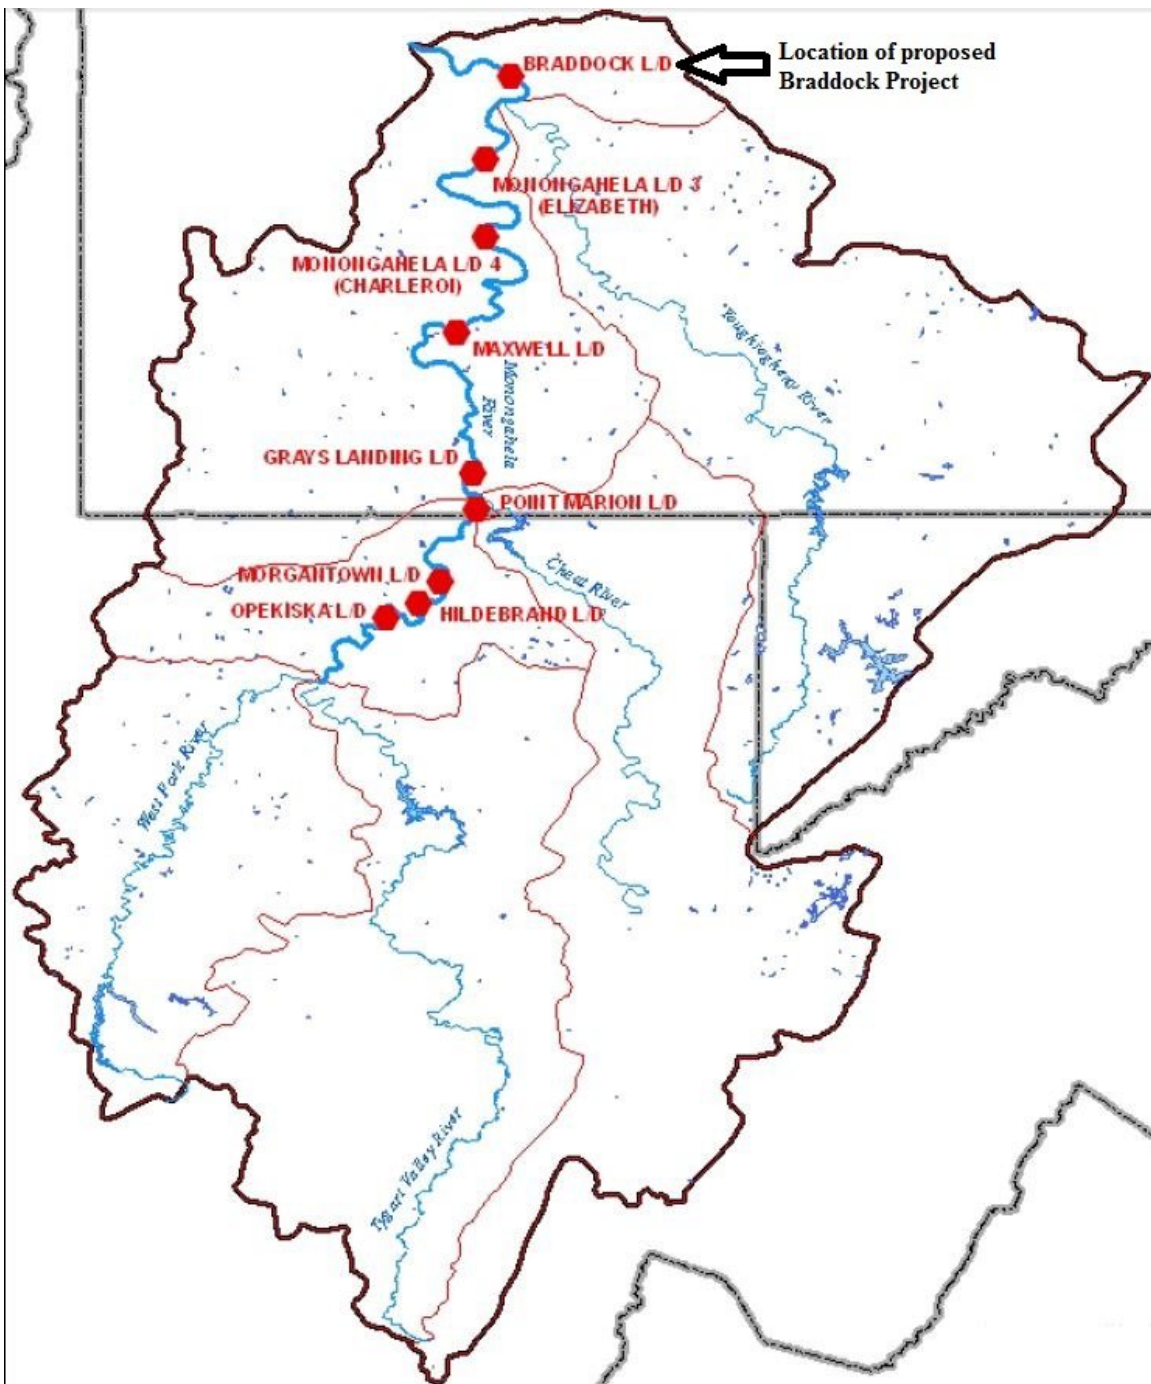 BRADDOCK L/D
Location of proposed
Braddock Project
MONONGAHELA L/D 3
(ELIZABETH)
MONONGAHELA L/D 4
(CHARLEROI)
MAXWELL L/D
Youghiogheny River
Monongahela
River
GRAYS LANDING L/D
POINT MARION L/D
Cheat River
MORGANTOWN L/D
OPEKISKA L/D
HILDEBRAND L/D
West Fork River
Tygart Valley River